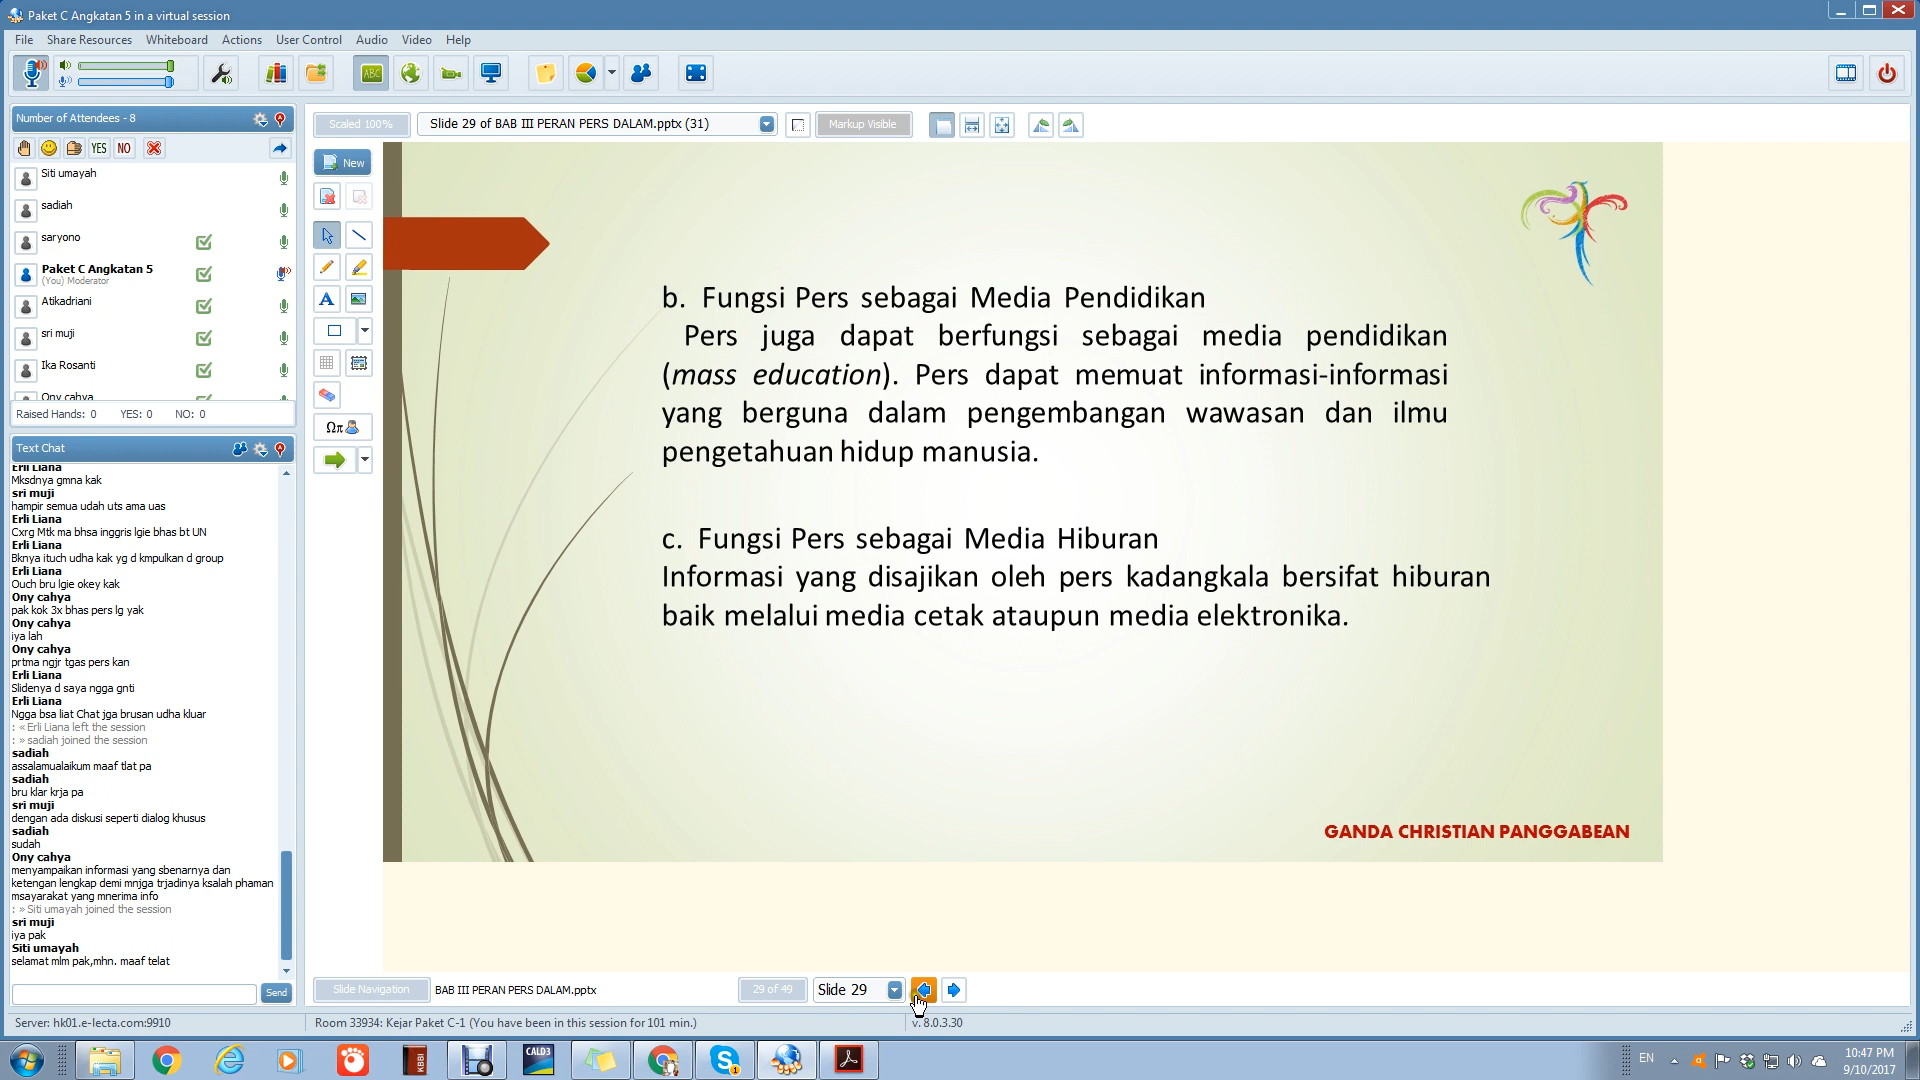 Paket C Angkatan 5 in a virtual session
File Share Resources Whiteboard Actions User Control Audio Video Help
ABC
Number of Attendees - 8
YES NO
Siti umayah
sadiah
saryono
Paket C Angkatan 5
(You) Moderator
Atikadriani
sri muji
Ika Rosanti
Ony cahya
Raised Hands: 0 YES: 0 NO: 0
Text Chat
Erli Liana
Mksdnya gmna kak
sri muji
hampir semua udah uts ama uas
Erli Liana
Cxrg Mtk ma bhsa inggris lgie bhas bt UN
Erli Liana
Bknya ituch udha kak yg d kmpulkan d group
Erli Liana
Ouch bru lgie okey kak
Ony cahya
pak kok 3x bhas pers lg yak
Ony cahya
iya lah
Ony cahya
prtma ngjr tgas pers kan
Erli Liana
Slidenya d saya ngga gnti
Erli Liana
Ngga bsa liat Chat jga brusan udha kluar
: « Erli Liana left the session
: » sadiah joined the session
sadiah
assalamualaikum maaf tlat pa
sadiah
bru klar krja pa
sri muji
dengan ada diskusi seperti dialog khusus
sadiah
sudah
Ony cahya
menyampaikan informasi yang sbenarnya dan
ketengan lengkap demi mnjga trjadinya ksalah phaman
msayarakat yang mnerima info
: » Siti umayah joined the session
sri muji
iya pak
Siti umayah
selamat mlm pak,mhn. maaf telat
Send
Scaled 100%
Slide 29 of BAB III PERAN PERS DALAM.pptx (31)
Markup Visible
New
A
Ωπ
b. Fungsi Pers sebagai Media Pendidikan
Pers juga dapat berfungsi sebagai media pendidikan
(mass education). Pers dapat memuat informasi-informasi
yang berguna dalam pengembangan wawasan dan ilmu
pengetahuan hidup manusia.
c. Fungsi Pers sebagai Media Hiburan
Informasi yang disajikan oleh pers kadangkala bersifat hiburan
baik melalui media cetak ataupun media elektronika.
GANDA CHRISTIAN PANGGABEAN
Slide Navigation
BAB III PERAN PERS DALAM.pptx
29 of 49
Slide 29
Server: hk01.e-lecta.com:9910
Room 33934: Kejar Paket C-1 (You have been in this session for 101 min.)
v. 8.0.3.30
KBBI
CALD3
EN
10:47 PM
9/10/2017